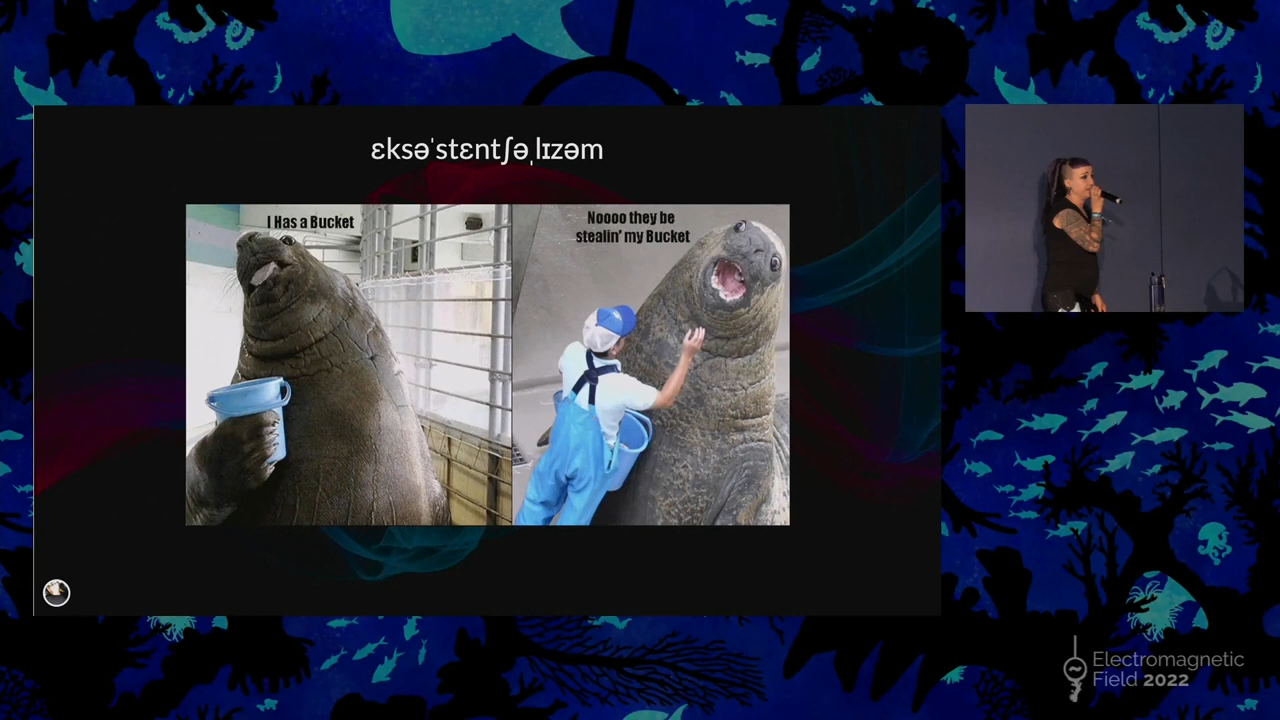 ɛksəˈstɛntʃəˌlɪzəm
I Has a Bucket
Noooo they be
stealin' my Bucket
Electromagnetic
Field 2022